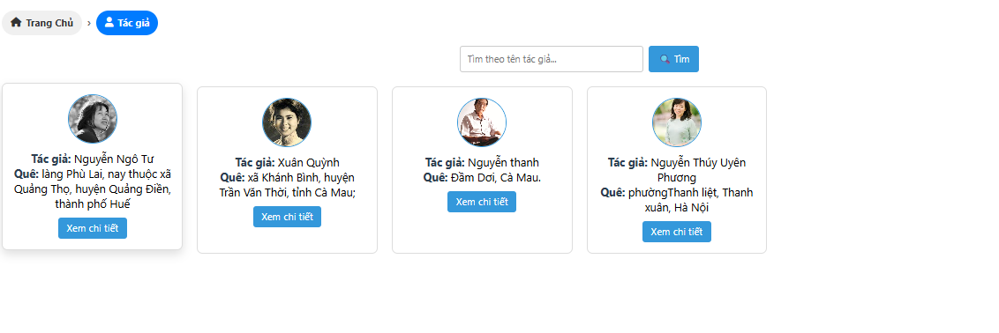 Trang Chủ › Tác giả
Tìm theo tên tác giả... Tìm
Tác giả: Nguyễn Ngô Tư
Quê: làng Phù Lai, nay thuộc xã
Quảng Thọ, huyện Quảng Điền,
thành phố Huế
Xem chi tiết
Tác giả: Xuân Quỳnh
Quê: xã Khánh Bình, huyện
Trần Văn Thời, tỉnh Cà Mau;
Xem chi tiết
Tác giả: Nguyễn thanh
Quê: Đầm Dơi, Cà Mau.
Xem chi tiết
Tác giả: Nguyễn Thúy Uyên
Phương
Quê: phườngThanh liệt, Thanh
xuân, Hà Nội
Xem chi tiết